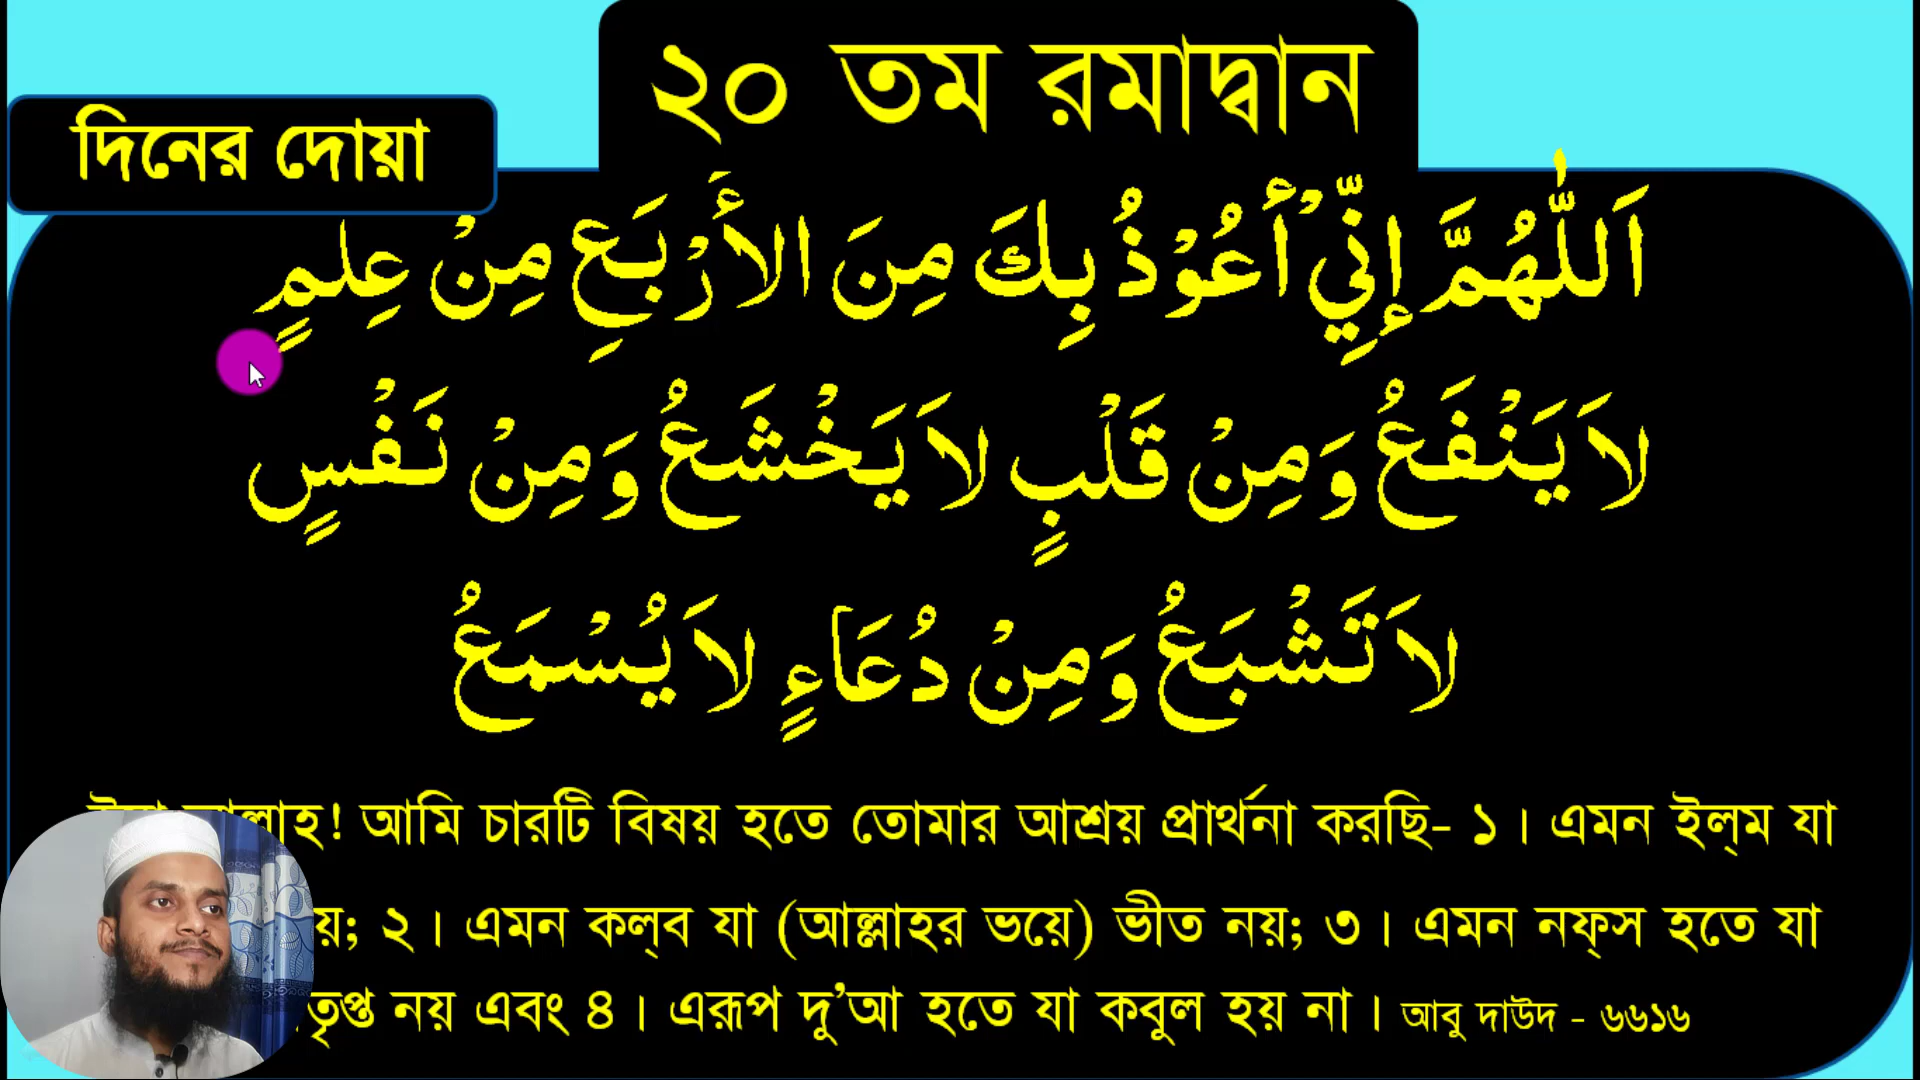 ২০ তম রমাদ্বান
দিনের দোয়া
اَللّٰهُمَّ إِنِّيْ أَعُوْذُ بِكَ مِنَ الأَرْبَعِ مِنْ عِلمٍ
لاَ يَنْفَعُ وَمِنْ قَلْبٍ لاَ يَخْشَعُ وَمِنْ نَفْسٍ
لاَ تَشْبَعُ وَمِنْ دُعَاءٍ لاَ يُسْمَعُ
আমি চারটি বিষয় হতে তোমার আশ্রয় প্রার্থনা করছি- ১। এমন ইল্‌ম যা
২। এমন কল্‌ব যা (আল্লাহর ভয়ে) ভীত নয়; ৩। এমন নফ্‌স হতে যা
তৃপ্ত নয় এবং ৪। এরূপ দু’আ হতে যা কবুল হয় না। আবু দাউদ - ৬৬১৬